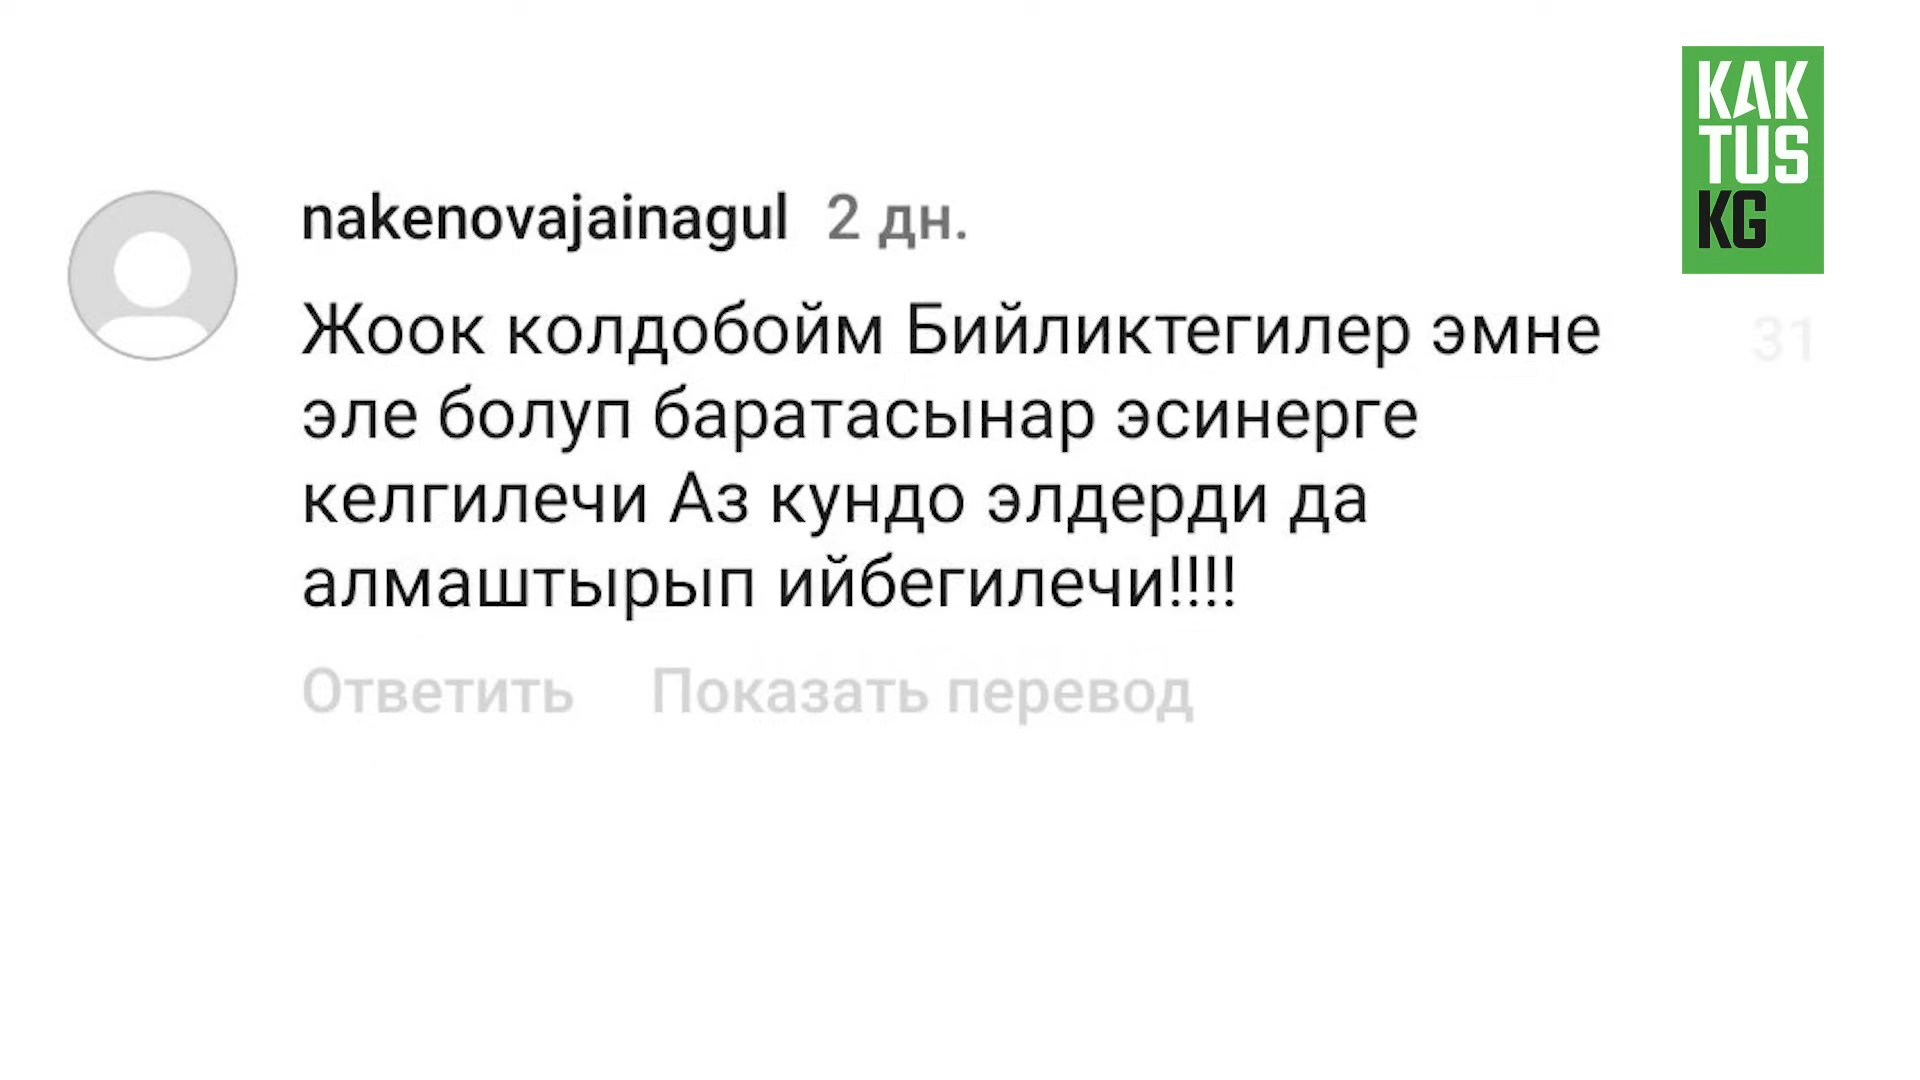 KAK
TUS
KG
nakenovajainagul 2 дн.
Жоок колдобойм Бийликтегилер эмне
31
эле болуп баратасынар эсинерге
келгилечи Аз кундо элдерди да
алмаштырып ийбегилечи!!!!
Ответить Показать перевод